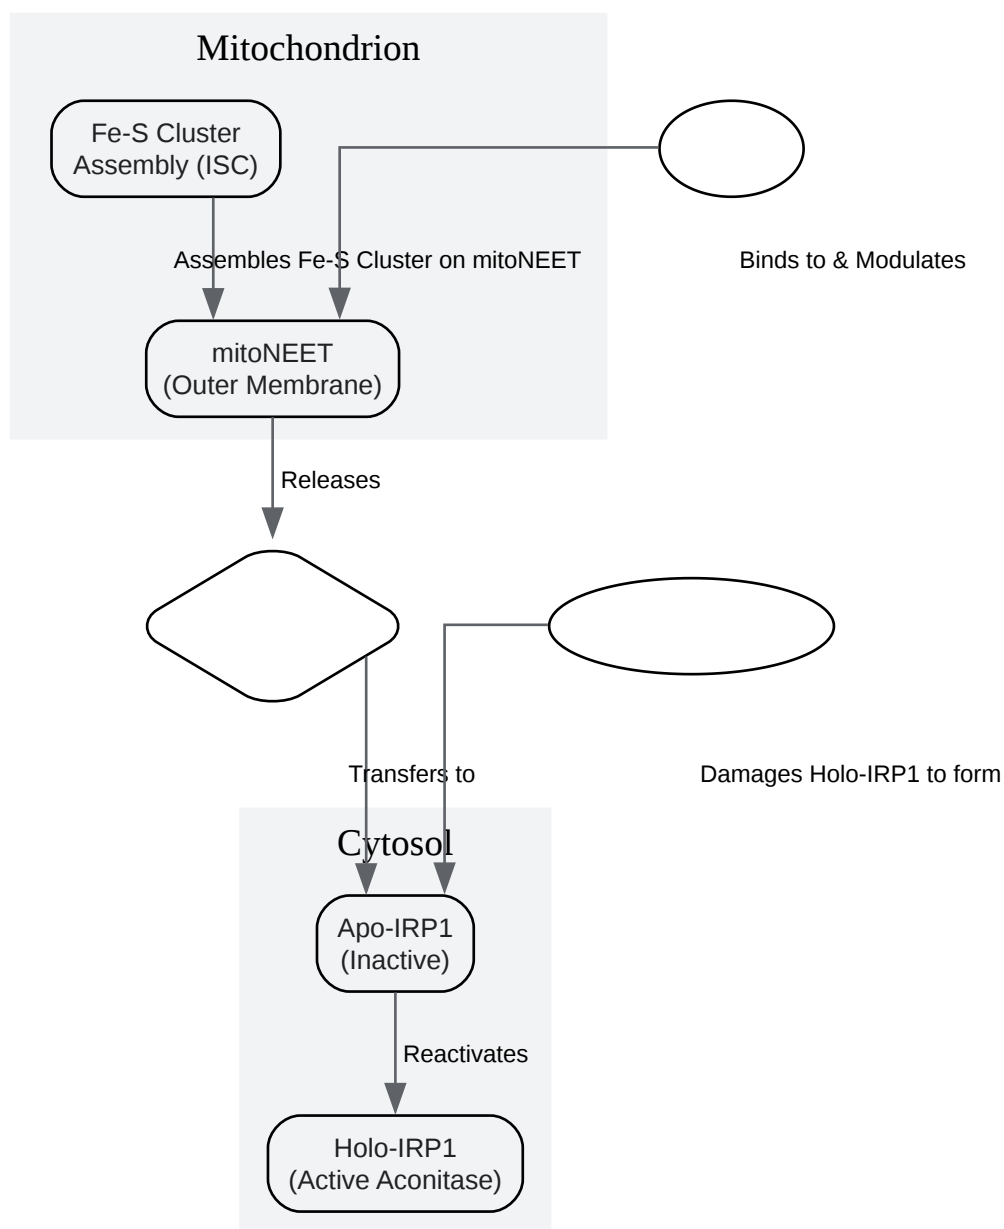 Mitochondrion
Fe-S Cluster
Assembly (ISC)
Assembles Fe-S Cluster on mitoNEET
Binds to & Modulates
mitoNEET
(Outer Membrane)
Releases
Transfers to
Damages Holo-IRP1 to form
Cytosol
Apo-IRP1
(Inactive)
Reactivates
Holo-IRP1
(Active Aconitase)